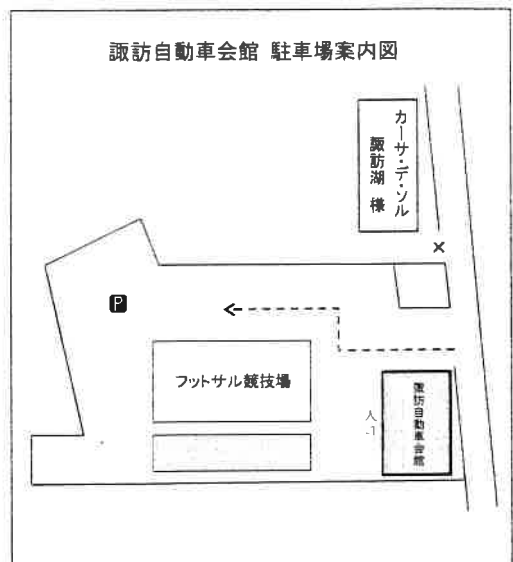 諏訪自動車会館 駐車場案内図
カーサ・デ・ソル
諏訪湖 様
×
P
フットサル競技場
諏訪自動車会館
人
-1